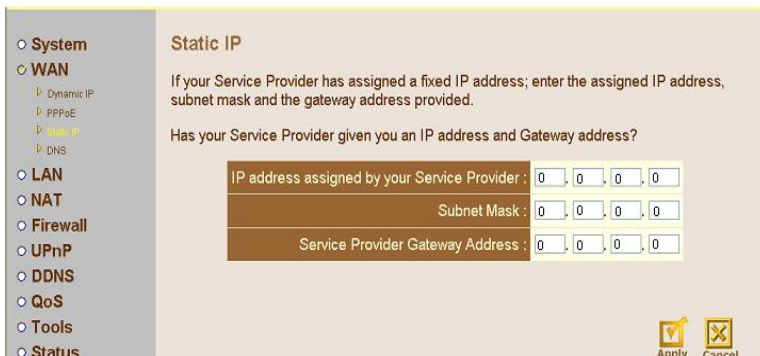 System
WAN
Dynamic IP
PPPoE
Static IP
DNS
LAN
NAT
Firewall
UPnP
DDNS
QoS
Tools
Status
Static IP
If your Service Provider has assigned a fixed IP address; enter the assigned IP address,
subnet mask and the gateway address provided.
Has your Service Provider given you an IP address and Gateway address?
IP address assigned by your Service Provider : 0 . 0 . 0 . 0
Subnet Mask : 0 . 0 . 0 . 0
Service Provider Gateway Address : 0 . 0 . 0 . 0
Apply Cancel